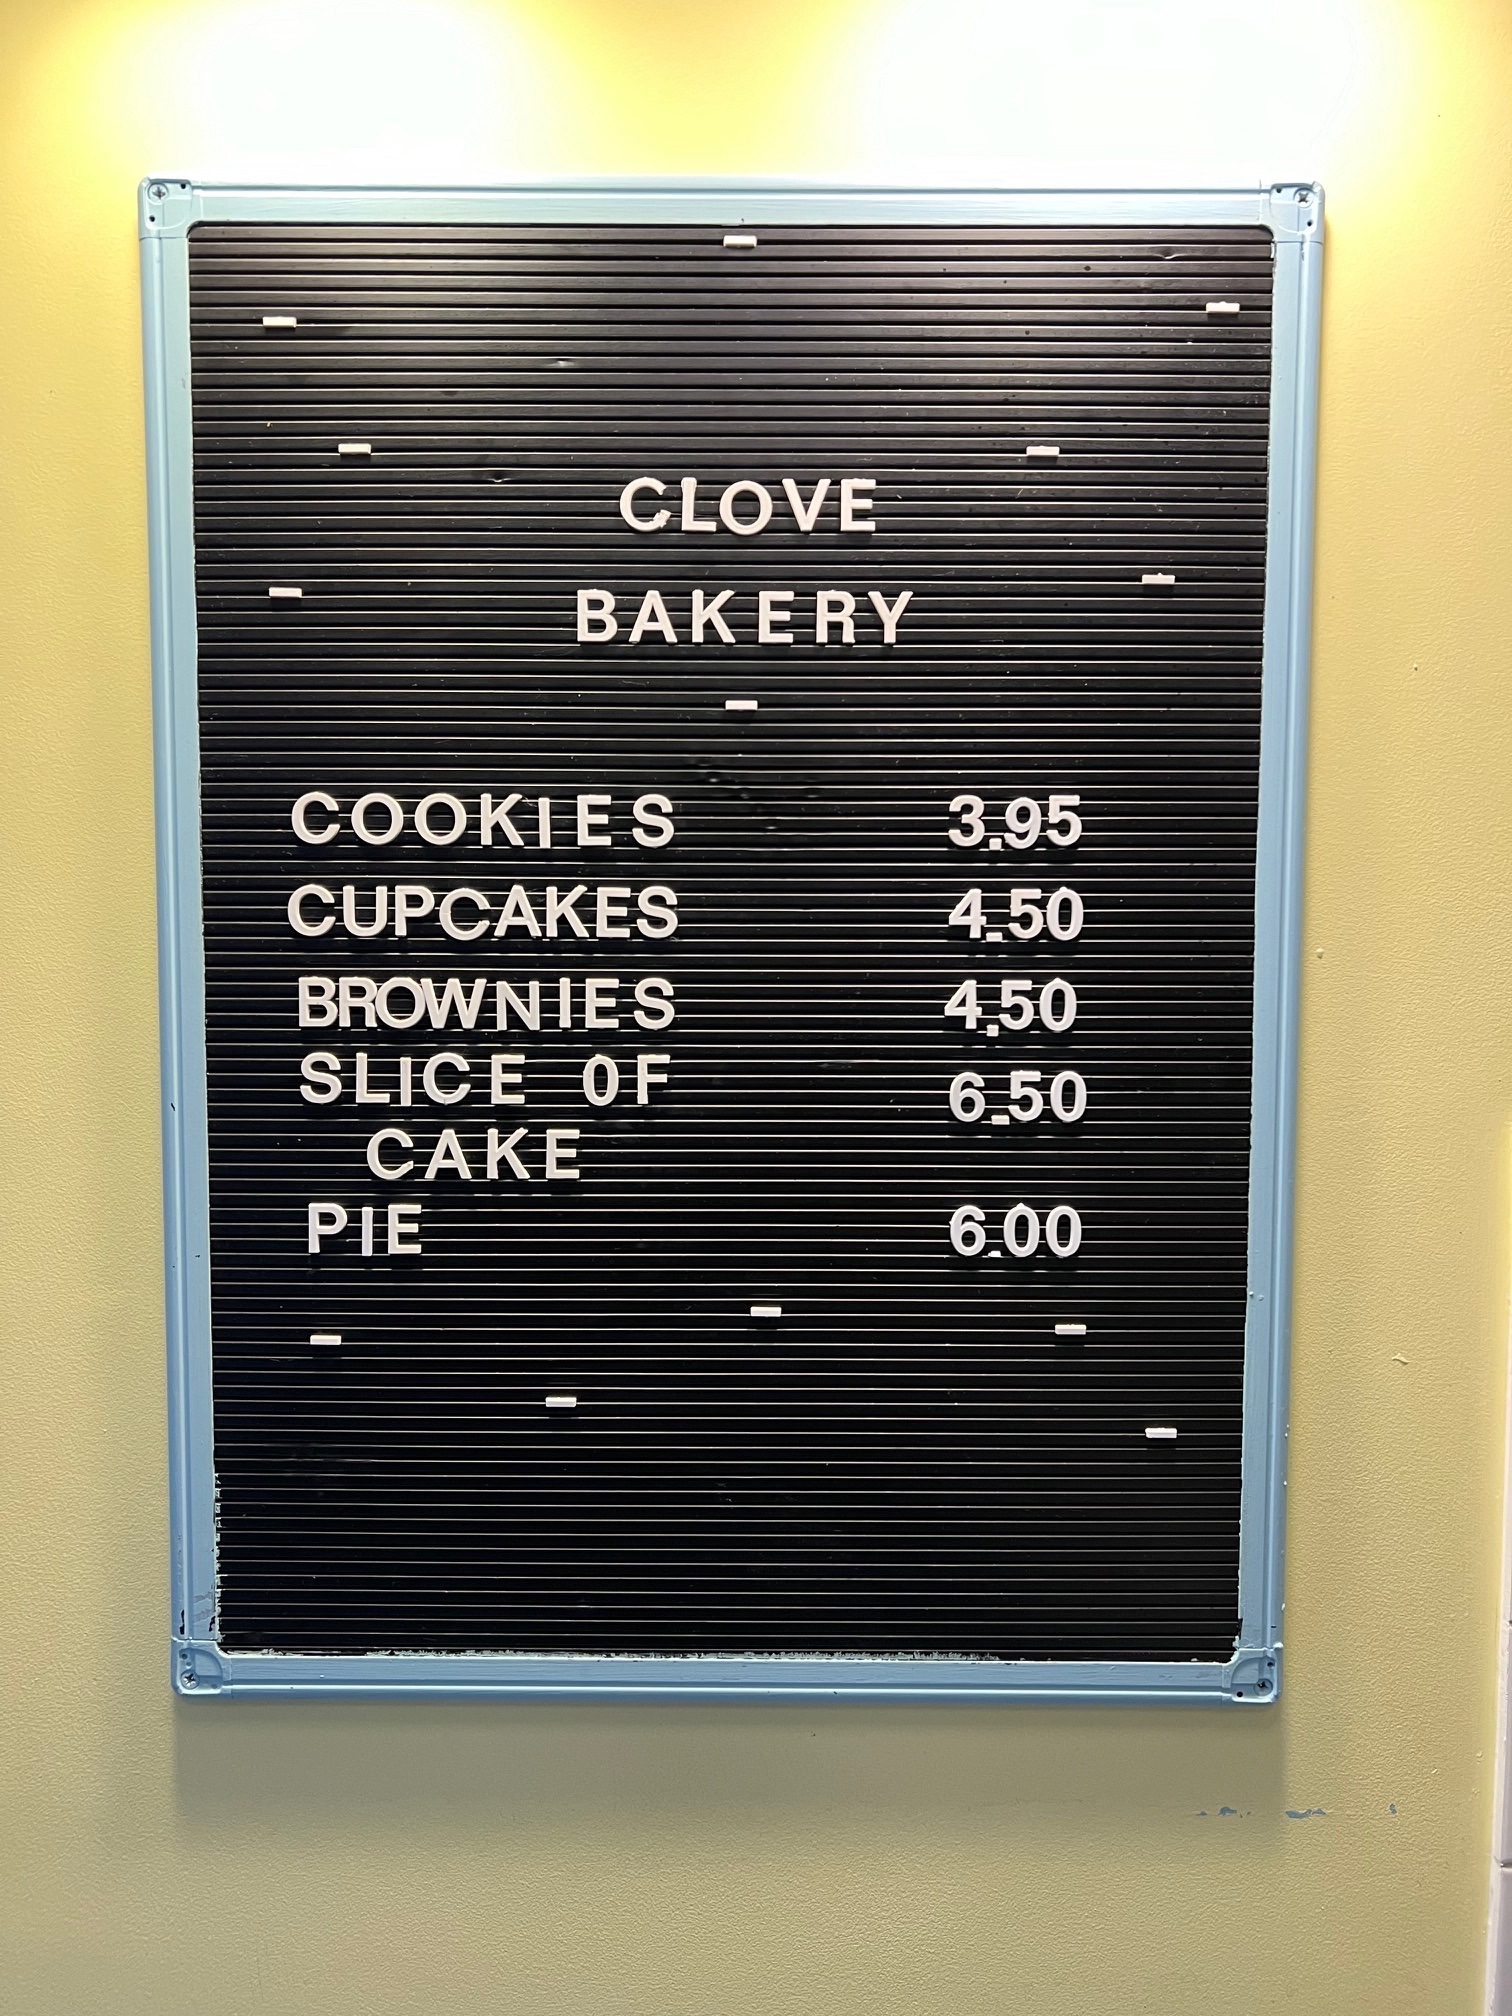 CLOVE
BAKERY
COOKIES 3.95
CUPCAKES 4.50
BROWNIES 4.50
SLICE OF 6.50
CAKE
PIE 6.00